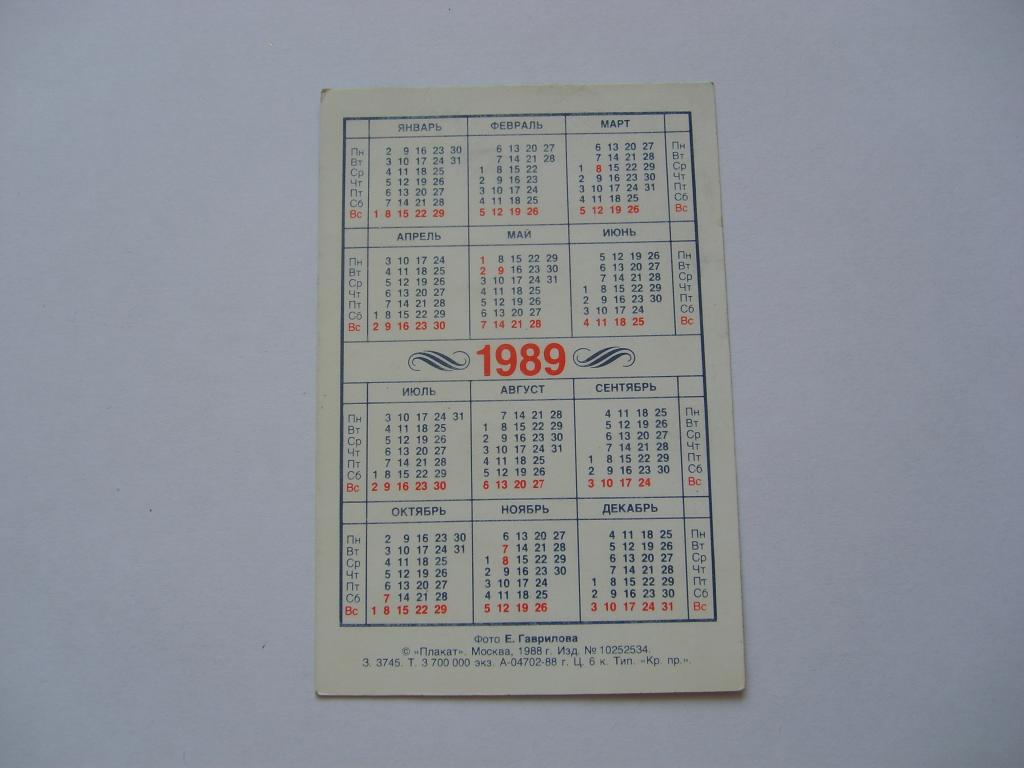 ЯНВАРЬ ФЕВРАЛЬ МАРТ
Пн 2 9 16 23 30 6 13 20 27 6 13 20 27 Пн
Вт 3 10 17 24 31 7 14 21 28 7 14 21 28 Вт
Ср 4 11 18 25 1 8 15 22 1 8 15 22 29 Ср
Чт 5 12 19 26 2 9 16 23 2 9 16 23 30 Чт
Пт 6 13 20 27 3 10 17 24 3 10 17 24 31 Пт
Сб 7 14 21 28 4 11 18 25 4 11 18 25 Сб
Вс 1 8 15 22 29 5 12 19 26 5 12 19 26 Вс
АПРЕЛЬ МАЙ ИЮНЬ
Пн 3 10 17 24 1 8 15 22 29 5 12 19 26 Пн
Вт 4 11 18 25 2 9 16 23 30 6 13 20 27 Вт
Ср 5 12 19 26 3 10 17 24 31 7 14 21 28 Ср
Чт 6 13 20 27 4 11 18 25 1 8 15 22 29 Чт
Пт 7 14 21 28 5 12 19 26 2 9 16 23 30 Пт
Сб 1 8 15 22 29 6 13 20 27 3 10 17 24 Сб
Вс 2 9 16 23 30 7 14 21 28 4 11 18 25 Вс
1989
ИЮЛЬ АВГУСТ СЕНТЯБРЬ
Пн 3 10 17 24 31 7 14 21 28 4 11 18 25 Пн
Вт 4 11 18 25 1 8 15 22 29 5 12 19 26 Вт
Ср 5 12 19 26 2 9 16 23 30 6 13 20 27 Ср
Чт 6 13 20 27 3 10 17 24 31 7 14 21 28 Чт
Пт 7 14 21 28 4 11 18 25 1 8 15 22 29 Пт
Сб 1 8 15 22 29 5 12 19 26 2 9 16 23 30 Сб
Вс 2 9 16 23 30 6 13 20 27 3 10 17 24 Вс
ОКТЯБРЬ НОЯБРЬ ДЕКАБРЬ
Пн 2 9 16 23 30 6 13 20 27 4 11 18 25 Пн
Вт 3 10 17 24 31 7 14 21 28 5 12 19 26 Вт
Ср 4 11 18 25 1 8 15 22 29 6 13 20 27 Ср
Чт 5 12 19 26 2 9 16 23 30 7 14 21 28 Чт
Пт 6 13 20 27 3 10 17 24 1 8 15 22 29 Пт
Сб 7 14 21 28 4 11 18 25 2 9 16 23 30 Сб
Вс 1 8 15 22 29 5 12 19 26 3 10 17 24 31 Вс
Фото Е. Гаврилова
© «Плакат». Москва, 1988 г. Изд. № 10252534.
З. 3745. Т. 3 700 000 экз. А-04702-88 г. Ц. 6 к. Тип. «Кр. пр.».